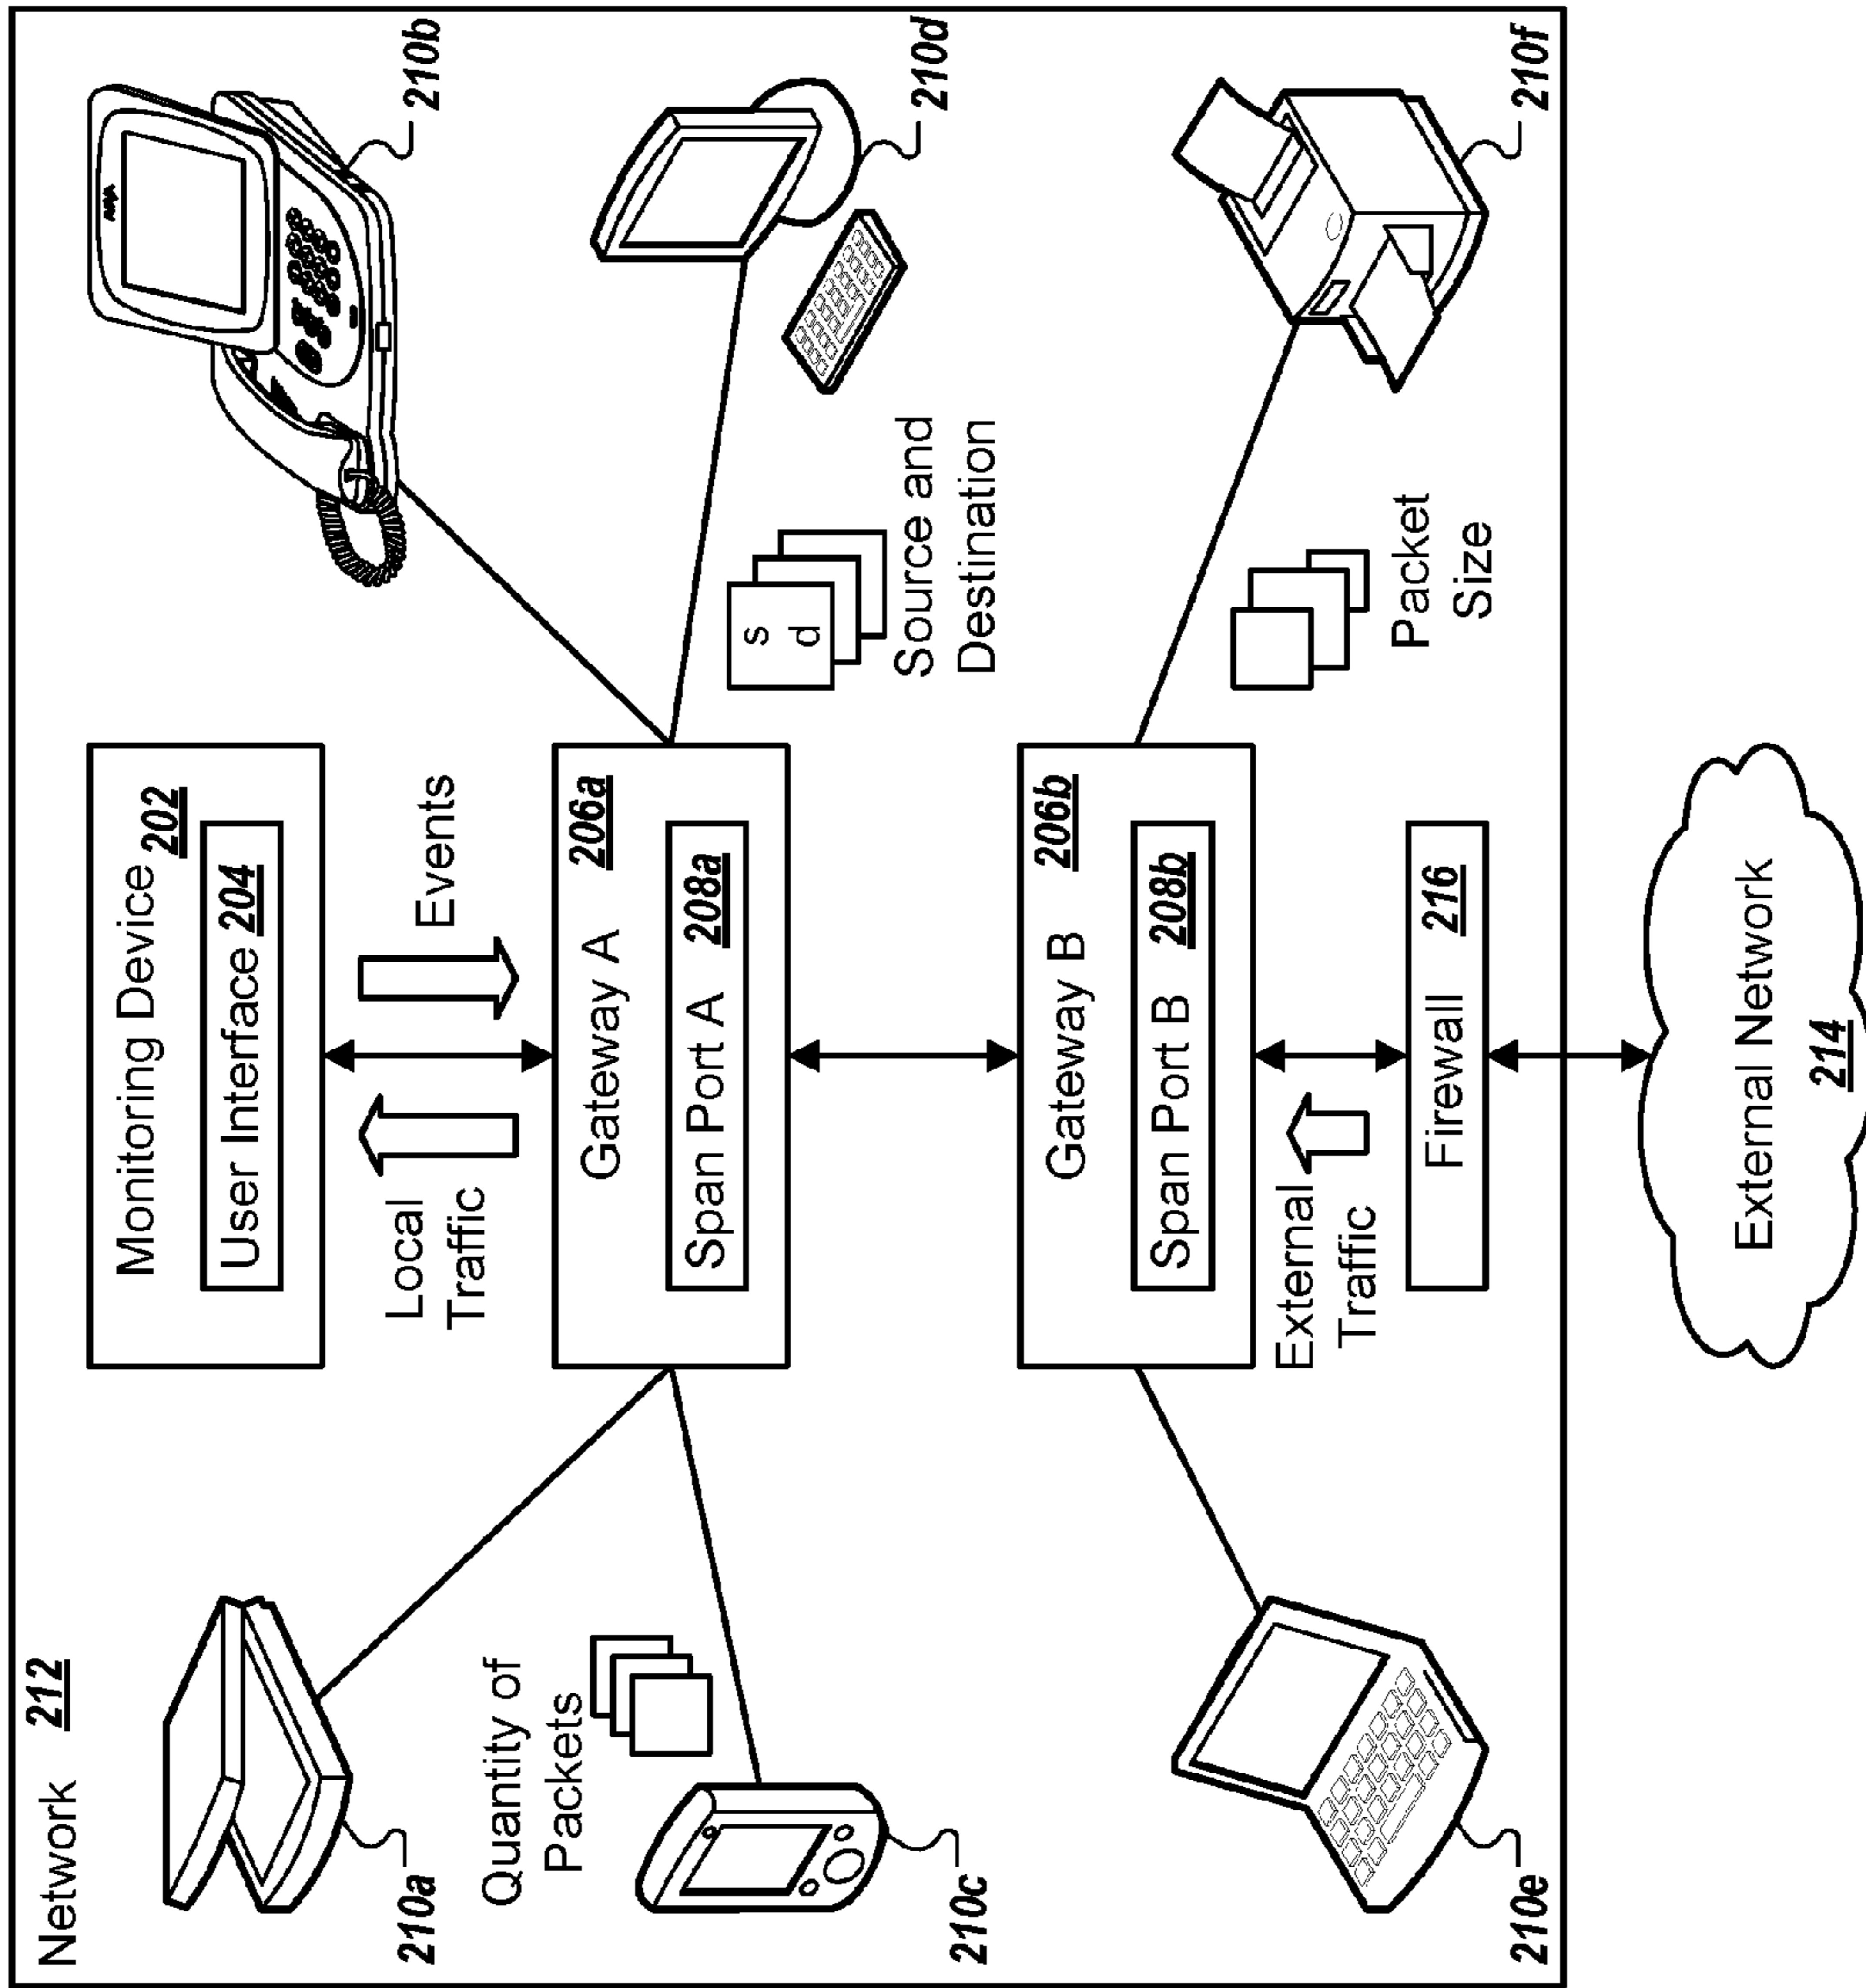 Network 212
Monitoring Device 202
User Interface 204
210a
210b
Local
Traffic
Events
Quantity of
Packets
Gateway A 206a
Span Port A 208a
s
d
Source and
Destination
210c
210d
Gateway B 206b
Span Port B 208b
External
Traffic
Packet
Size
Firewall 216
210e
210f
External Network
214